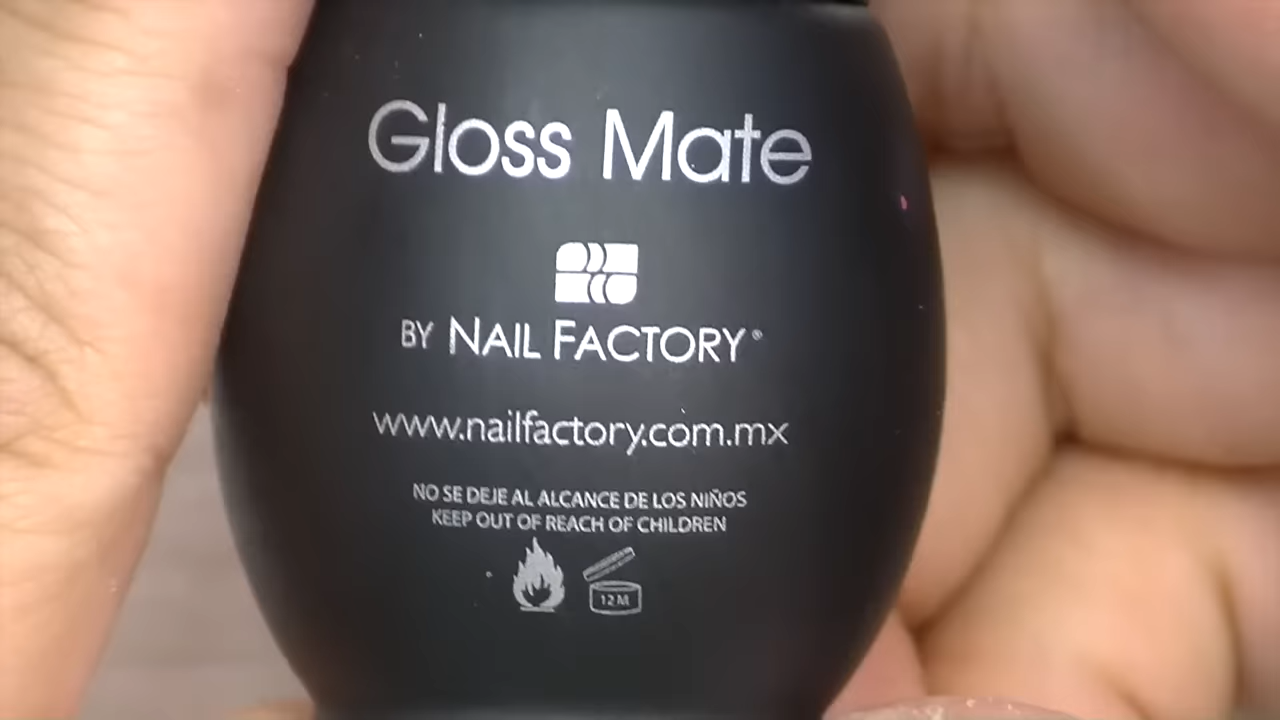 Gloss Mate
BY NAIL FACTORY®
www.nailfactory.com.mx
NO SE DEJE AL ALCANCE DE LOS NIÑOS
KEEP OUT OF REACH OF CHILDREN
12 M